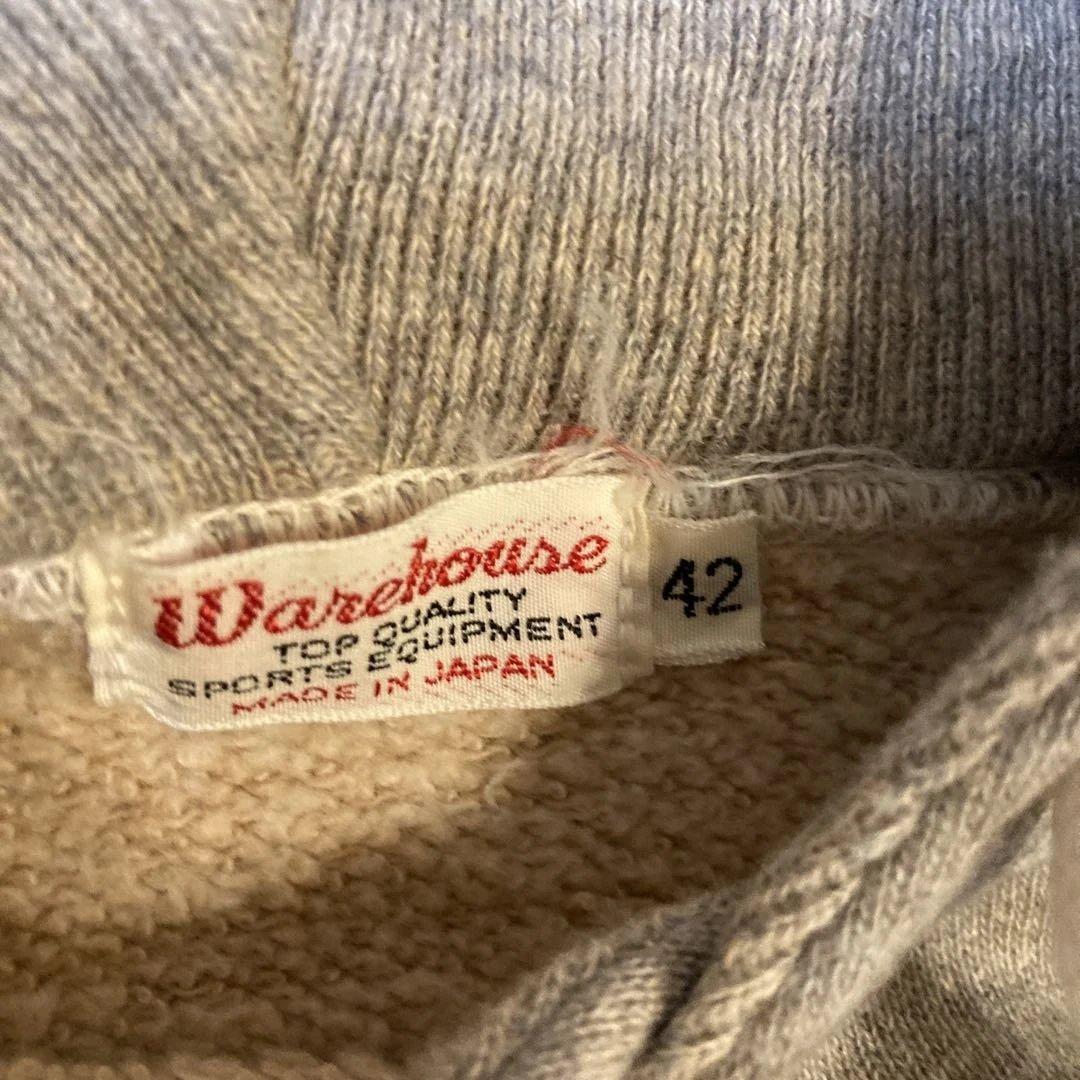 Warehouse
TOP QUALITY
SPORTS EQUIPMENT
MADE IN JAPAN
42